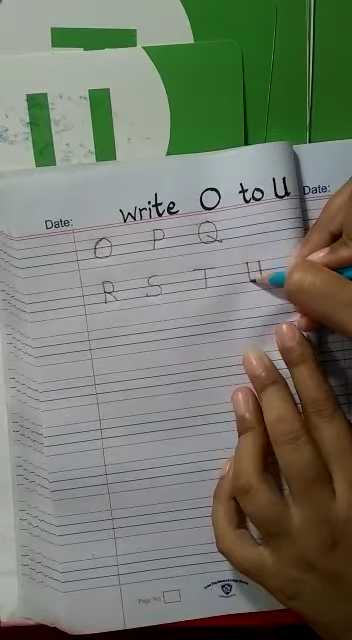 Write O to U
Date:
Date:
O P Q
R S T U
Page No.